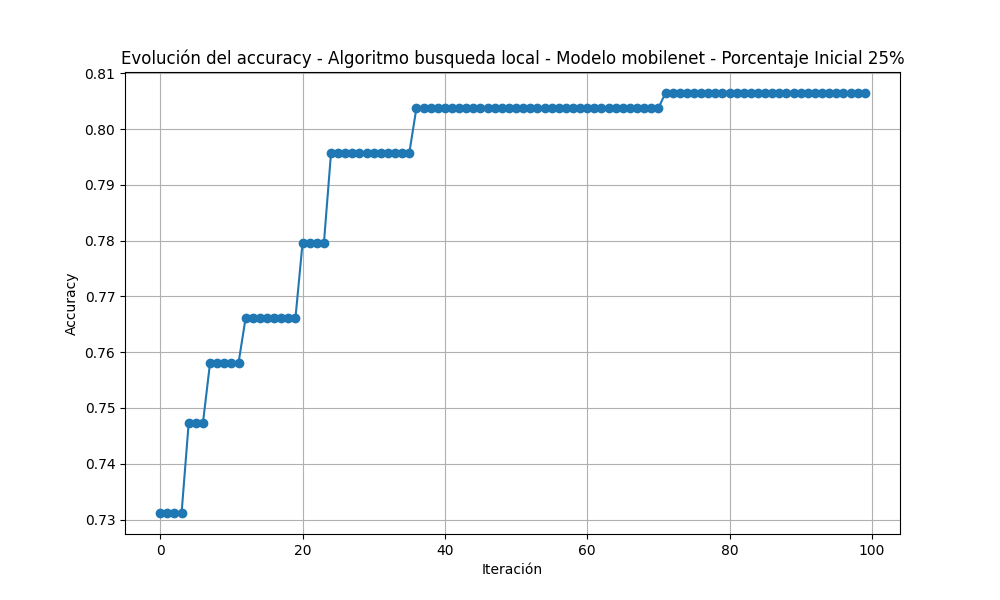 Evolución del accuracy - Algoritmo busqueda local - Modelo mobilenet - Porcentaje Inicial 25%
0.81
0.80
0.79
0.78
0.77
0.76
0.75
0.74
0.73
Accuracy
0 20 40 60 80 100
Iteración